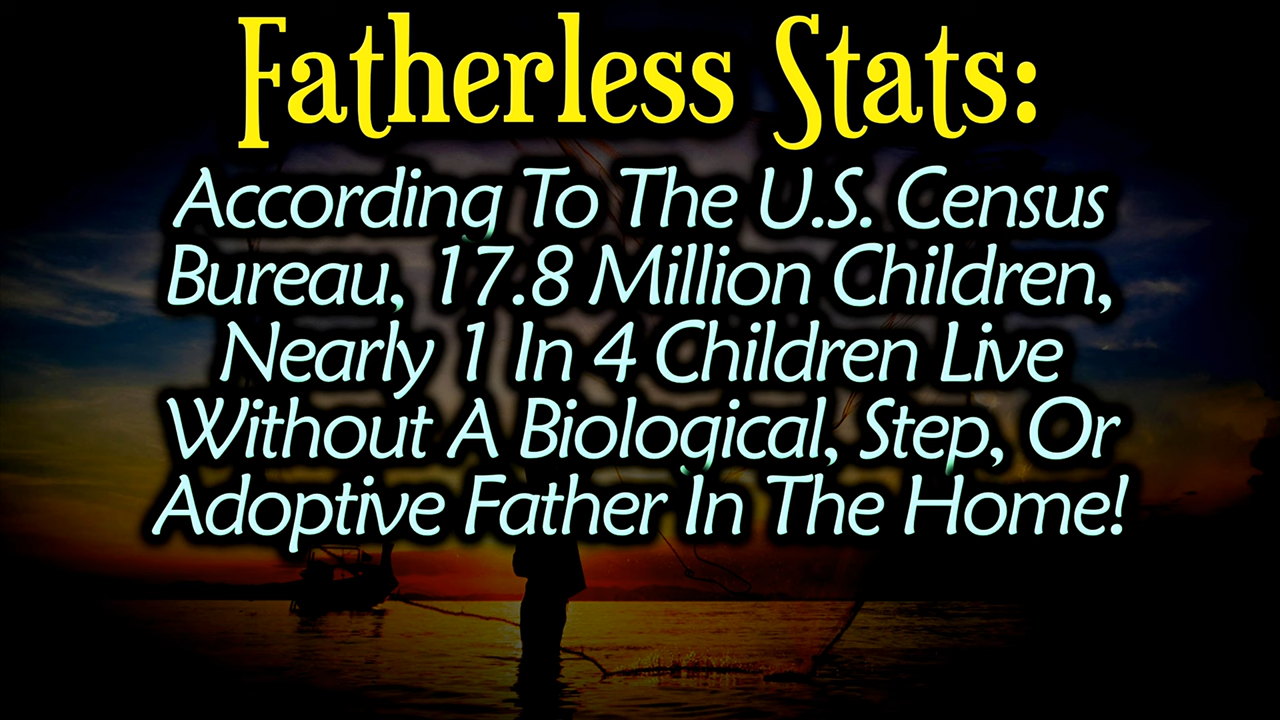 Fatherless Stats:
According To The U.S. Census
Bureau, 17.8 Million Children,
Nearly 1 In 4 Children Live
Without A Biological, Step, Or
Adoptive Father In The Home!